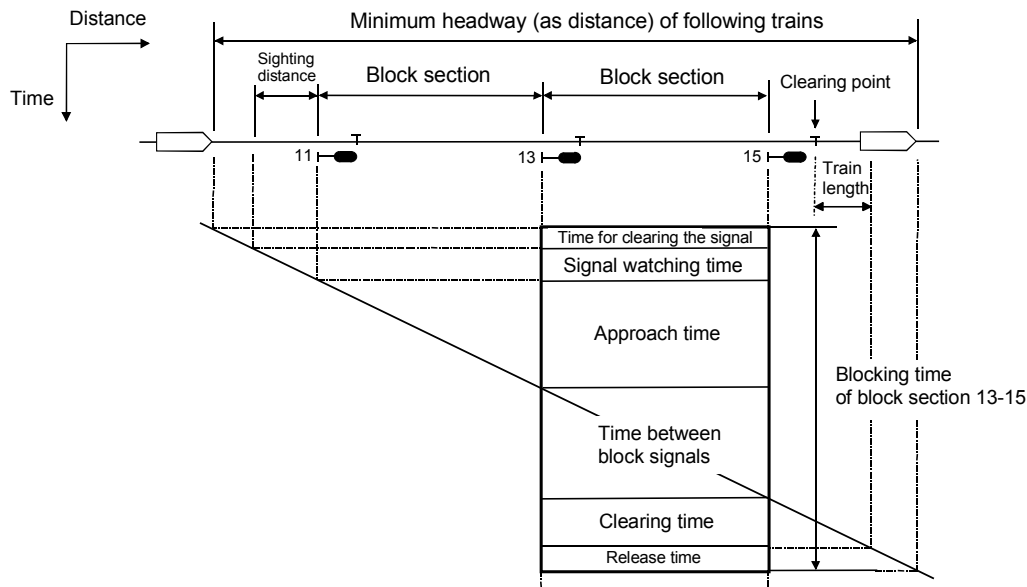 Distance
Minimum headway (as distance) of following trains
Sighting
distance
Block section
Block section
Clearing point
Time
11
13
15
Train
length
Time for clearing the signal
Signal watching time
Approach time
Blocking time
of block section 13-15
Time between
block signals
Clearing time
Release time